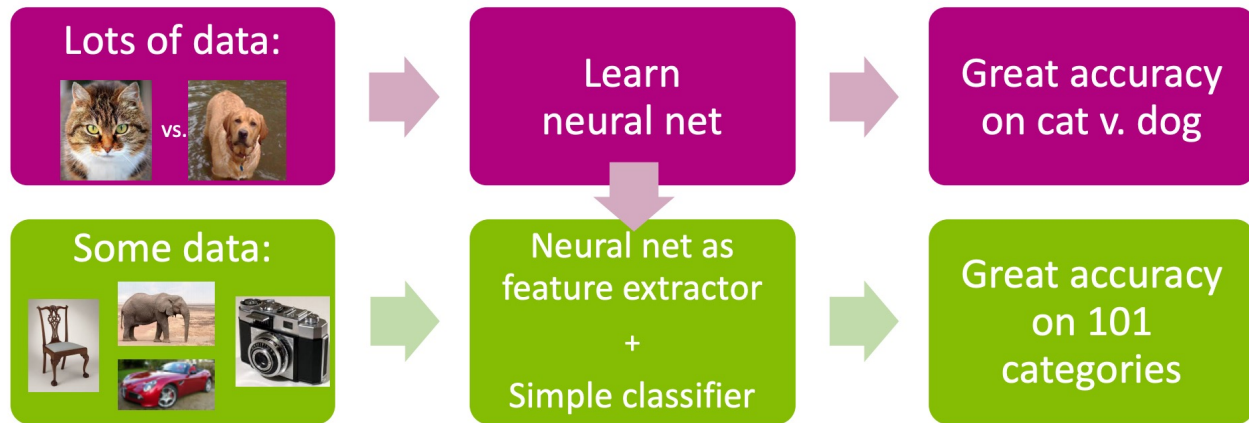 Lots of data:
vs.
Learn
neural net
Great accuracy
on cat v. dog
Some data:
Neural net as
feature extractor
+
Simple classifier
Great accuracy
on 101
categories